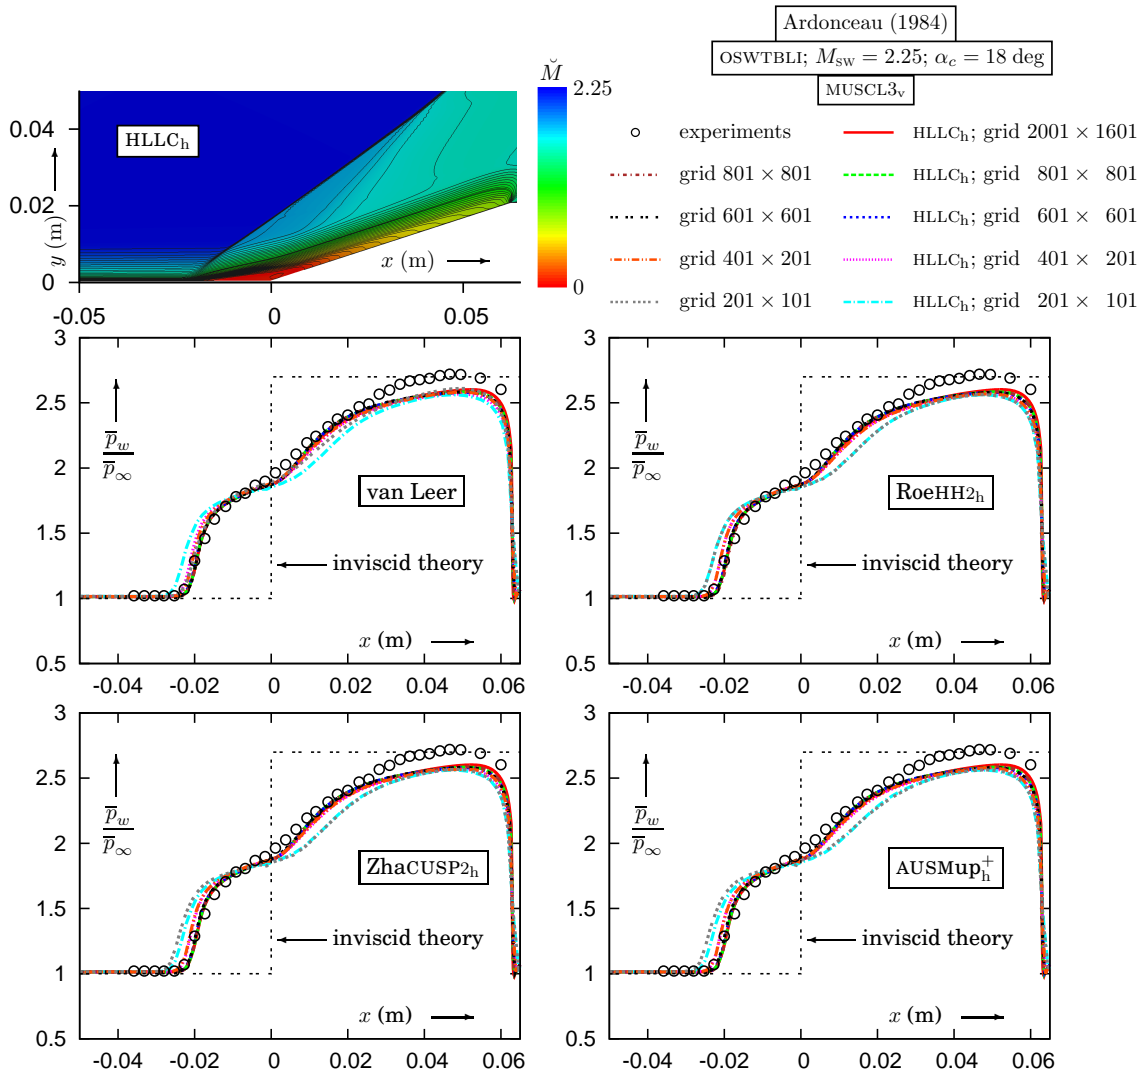 Ardonceau (1984)
OSWTBLI; M_sw = 2.25; α_c = 18 deg
MUSCL3_v
M̆
2.25
0
HLLC_h
0.04
0.02
0
y (m)
x (m)
-0.05 0 0.05
experiments
HLLC_h; grid 2001 × 1601
grid 801 × 801
HLLC_h; grid 801 × 801
grid 601 × 601
HLLC_h; grid 601 × 601
grid 401 × 201
HLLC_h; grid 401 × 201
grid 201 × 101
HLLC_h; grid 201 × 101
3
2.5
2
1.5
1
0.5
p̅_w
p̅_∞
van Leer
inviscid theory
x (m)
-0.04 -0.02 0 0.02 0.04 0.06
3
2.5
2
1.5
1
0.5
p̅_w
p̅_∞
RoeHH2_h
inviscid theory
x (m)
-0.04 -0.02 0 0.02 0.04 0.06
3
2.5
2
1.5
1
0.5
p̅_w
p̅_∞
ZhaCUSP2_h
inviscid theory
x (m)
-0.04 -0.02 0 0.02 0.04 0.06
3
2.5
2
1.5
1
0.5
p̅_w
p̅_∞
AUSMup_h^+
inviscid theory
x (m)
-0.04 -0.02 0 0.02 0.04 0.06